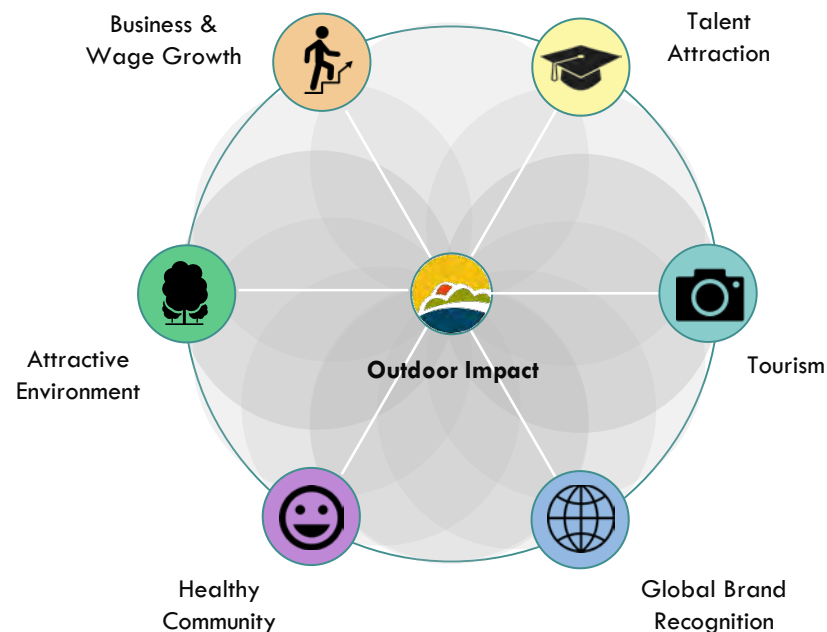 Business &
Wage Growth
Talent
Attraction
Attractive
Environment
Outdoor Impact
Tourism
Healthy
Community
Global Brand
Recognition